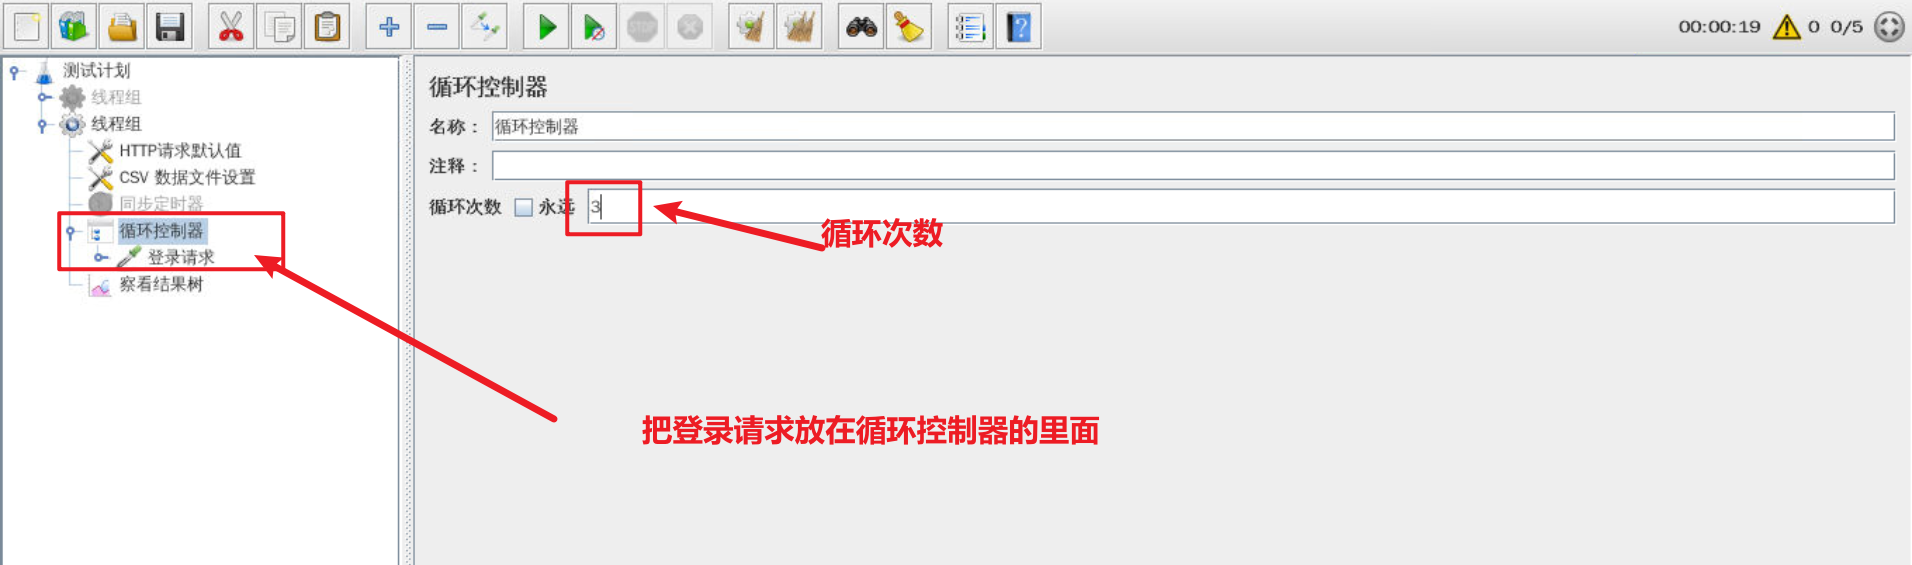 STOP
00:00:19 0 0/5
测试计划
线程组
线程组
HTTP请求默认值
CSV 数据文件设置
同步定时器
循环控制器
登录请求
察看结果树
循环控制器
名称： 循环控制器
注释：
循环次数 永远 3
循环次数
把登录请求放在循环控制器的里面